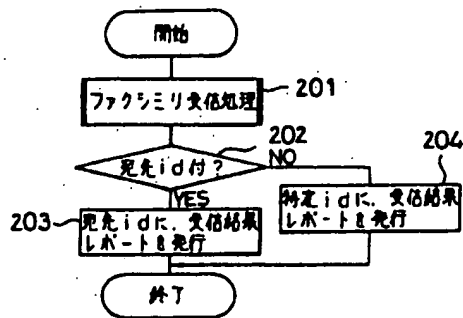 開始
ファクシミリ受信処理
201
202
宛先id付?
NO
204
YES
203
宛先idに、受信結果
レポートを発行
特定idに、受信結果
レポートを発行
終了